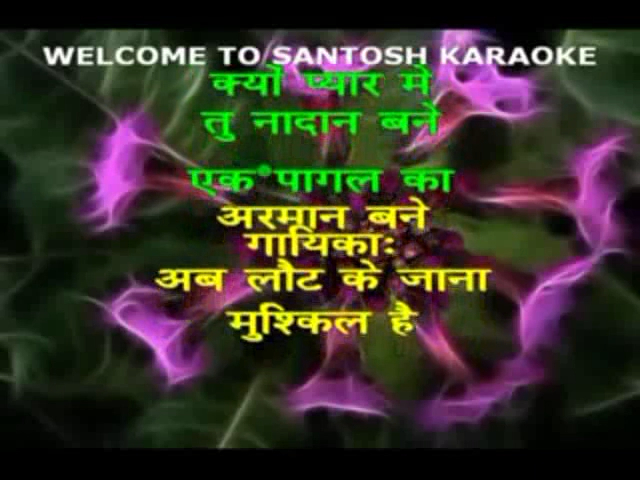 WELCOME TO SANTOSH KARAOKE
क्यों प्यार मे
तु नादान बने
एक पागल का
अरमान बने
गायिकाः
अब लौट के जाना
मुश्किल है